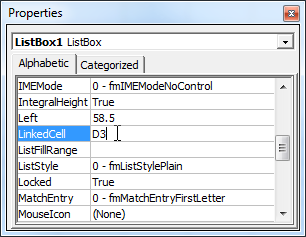 Properties
ListBox1 ListBox
Alphabetic Categorized
IMEMode 0 - fmIMEModeNoControl
IntegralHeight True
Left 58.5
LinkedCell D3
ListFillRange
ListStyle 0 - fmListStylePlain
Locked True
MatchEntry 0 - fmMatchEntryFirstLetter
MouseIcon (None)